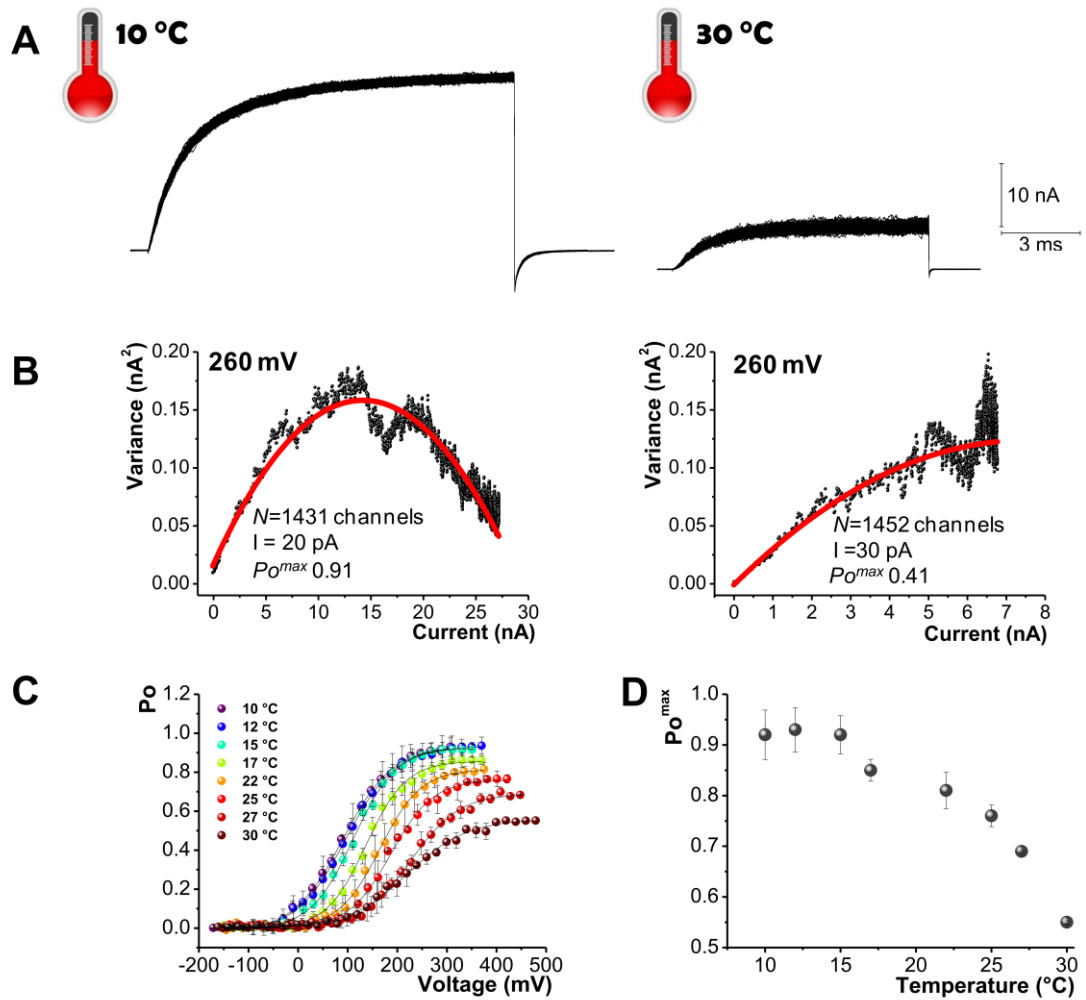 A
10 °C
30 °C
10 nA
3 ms
B
260 mV
Variance (nA²)
0.20
0.15
0.10
0.05
0.00
N=1431 channels
I = 20 pA
Po^max 0.91
0 5 10 15 20 25 30
Current (nA)
260 mV
Variance (nA²)
0.20
0.15
0.10
0.05
0.00
N=1452 channels
I =30 pA
Po^max 0.41
0 1 2 3 4 5 6 7 8
Current (nA)
C
Po
1.2
1.0
0.8
0.6
0.4
0.2
0.0
10 °C
12 °C
15 °C
17 °C
22 °C
25 °C
27 °C
30 °C
-200 -100 0 100 200 300 400 500
Voltage (mV)
D
Po^max
1.0
0.9
0.8
0.7
0.6
0.5
10 15 20 25 30
Temperature (°C)